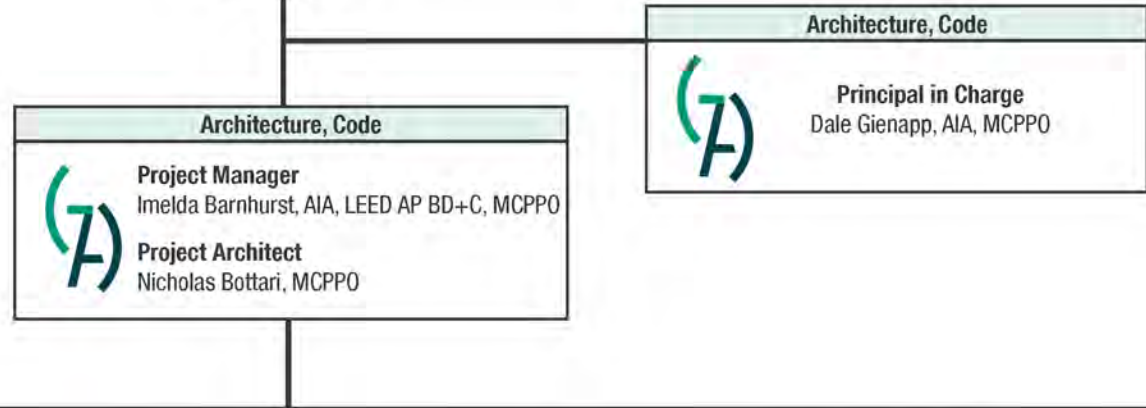 Architecture, Code
Principal in Charge
Dale Gienapp, AIA, MCPPO
Architecture, Code
Project Manager
Imelda Barnhurst, AIA, LEED AP BD+C, MCPPO
Project Architect
Nicholas Bottari, MCPPO